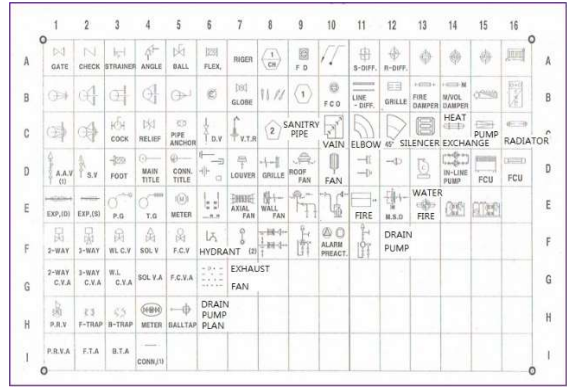 1 2 3 4 5 6 7 8 9 10 11 12 13 14 15 16
A A
GATE CHECK STRAINER ANGLE BALL FLEX, RIGER 1 CH F D S-DIFF. R-DIFF.
B B
GLOBE 1 F C O LINE - DIFF. GRILLE FIRE DAMPER M/VOL DAMPER
M
C C
COCK RELIEF PIPE ANCHOR D.V V.T.R 2 SANITRY PIPE VAIN ELBOW 45° SILENCER HEAT EXCHANGE PUMP RADIATOR
D D
A.A.V (1) S.V FOOT MAIN TITLE CONN. TITLE LOUVER GRILLE ROOF FAN FAN IN-LINE PUMP FCU FCU
E E
EXP,(D) EXP,(S) P.G T.G METER AXIAL FAN WALL FAN FIRE M.S.D WATER FIRE
M
F F
2-WAY 3-WAY WL C.V SOL V F.C.V HYDRANT (2) ALARM PREACT. DRAIN PUMP
G G
2-WAY C.V.A 3-WAY C.V.A W.L C.V.A SOL V.A F.C.V.A EXHAUST FAN
H H
P.R.V F-TRAP B-TRAP METER BALLTAP DRAIN PUMP PLAN
I I
P.R.V.A F.T.A B.T.A CONN,(1)